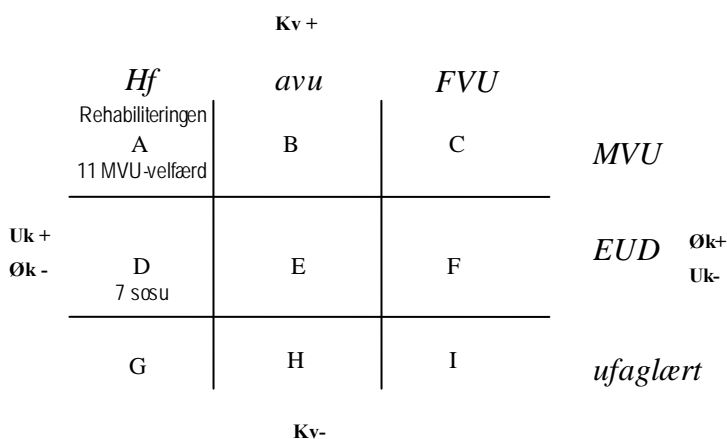 Kv +
Hf avu FVU
Rehabiliteringen
A B C MVU
11 MVU-velfærd
Uk + EUD Øk+
Øk - D E F Uk-
7 sosu
G H I ufaglært
Kv-